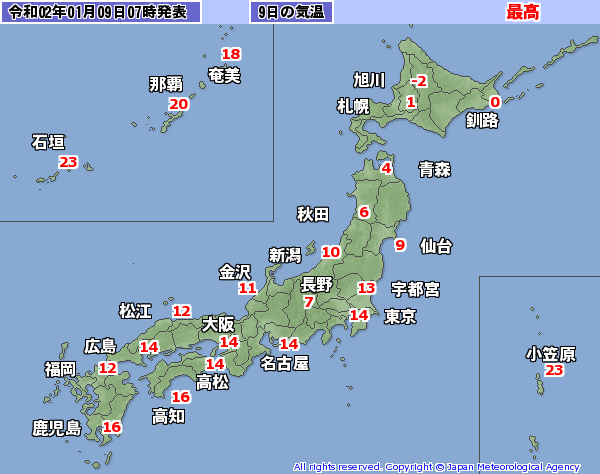 令和02年01月09日07時発表
9日の気温
最高
18
奄美
那覇
20
石垣
23
旭川
-2
札幌
1
0
釧路
4
青森
秋田
6
9
仙台
新潟
10
金沢
11
長野
7
13
宇都宮
14
東京
松江
12
大阪
14
14
名古屋
広島
14
福岡
12
14
高松
16
高知
鹿児島
16
小笠原
23
All rights reserved. Copyright © Japan Meteorological Agency